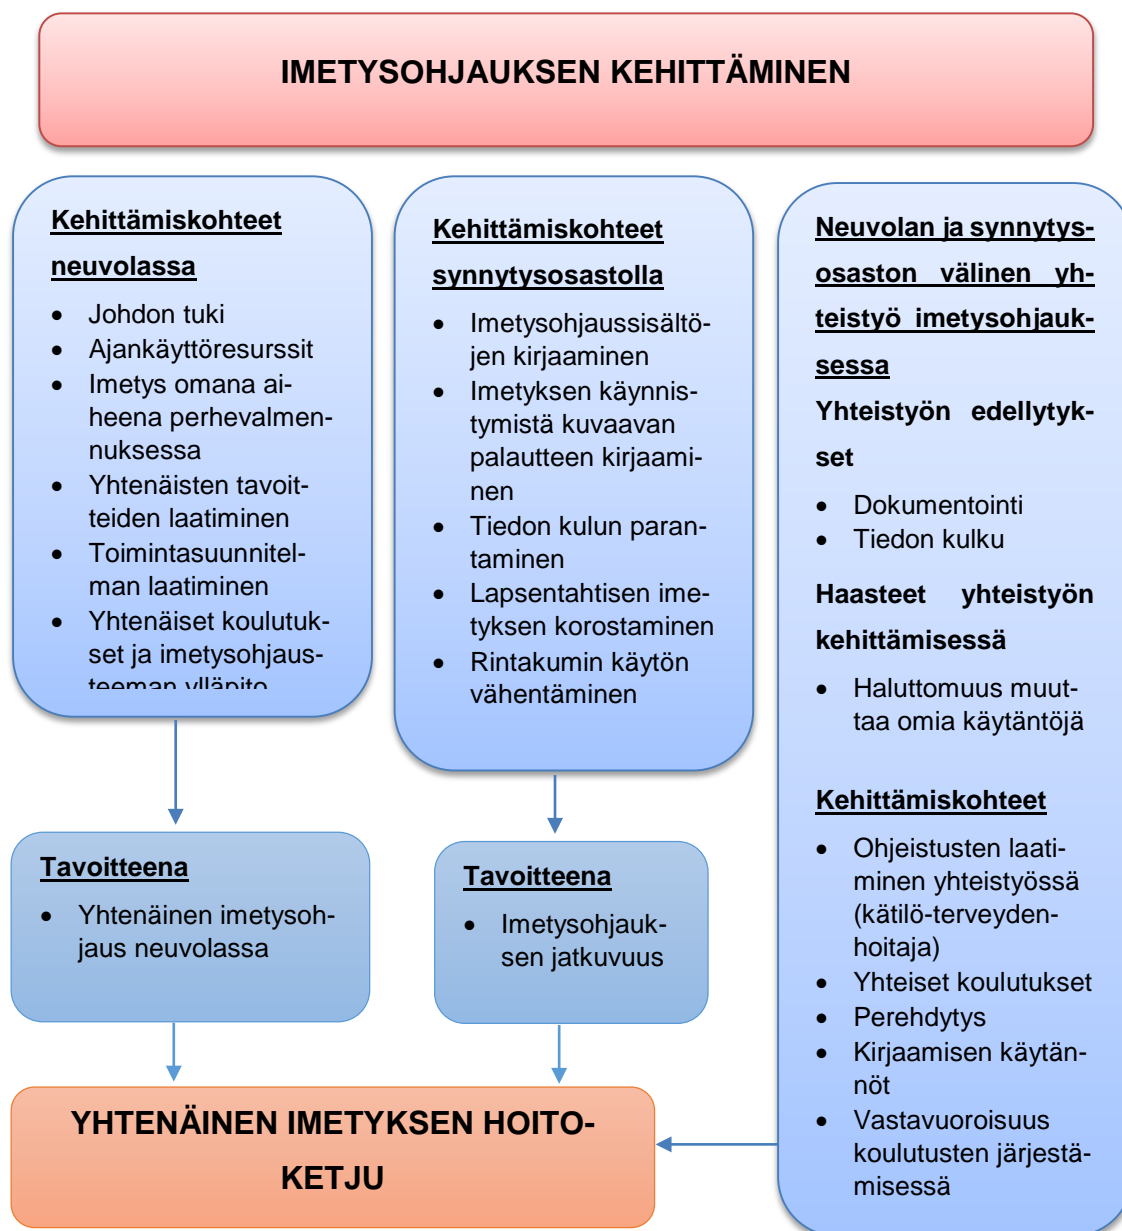 IMETYSOHJAUKSEN KEHITTÄMINEN
Kehittämiskohteet
neuvolassa
• Johdon tuki
• Ajankäyttöresurssit
• Imetys omana ai-
heena perhevalmen-
nuksessa
• Yhtenäisten tavoit-
teiden laatiminen
• Toimintasuunnitel-
man laatiminen
• Yhtenäiset koulutuk-
set ja imetysohjaus-
teeman ylläpito
Tavoitteena
• Yhtenäinen imetysoh-
jaus neuvolassa
Kehittämiskohteet
synnytysosastolla
• Imetysohjaussisältö-
jen kirjaaminen
• Imetyksen käynnis-
tymistä kuvaavan
palautteen kirjaami-
nen
• Tiedon kulun paran-
taminen
• Lapsentahtisen ime-
tyksen korostaminen
• Rintakumin käytön
vähentäminen
Tavoitteena
• Imetysohjauk-
sen jatkuvuus
Neuvolan ja synnytys-
osaston välinen yh-
teistyö imetysohjauk-
sessa
Yhteistyön edellytyk-
set
• Dokumentointi
• Tiedon kulku
Haasteet yhteistyön
kehittämisessä
• Haluttomuus muut-
taa omia käytäntöjä
Kehittämiskohteet
• Ohjeistusten laati-
minen yhteistyössä
(kätilö-terveyden-
hoitaja)
• Yhteiset koulutukset
• Perehdytys
• Kirjaamisen käytän-
nöt
• Vastavuoroisuus
koulutusten järjestä-
misessä
YHTENÄINEN IMETYKSEN HOITO-
KETJU